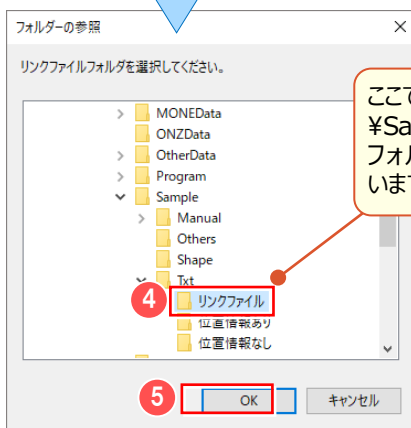 フォルダーの参照
リンクファイルフォルダを選択してください。
MONEData
ONZData
OtherData
Program
Sample
Manual
Others
Shape
Txt
リンクファイル
位置情報あり
位置情報なし
ここで
¥Sa
フォル
います
4
5
OK
キャンセル